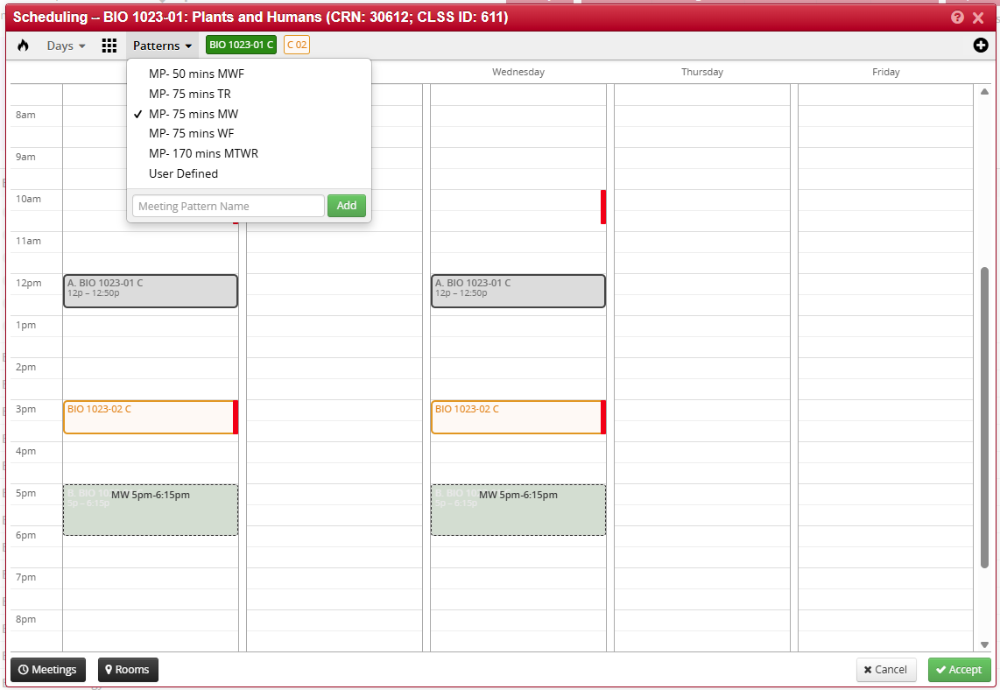 Scheduling – BIO 1023-01: Plants and Humans (CRN: 30612; CLSS ID: 611)
Days
Patterns
BIO 1023-01 C
C 02
MP- 50 mins MWF
MP- 75 mins TR
MP- 75 mins MW
MP- 75 mins WF
MP- 170 mins MTWR
User Defined
Meeting Pattern Name
Add
Wednesday
Thursday
Friday
8am
9am
10am
11am
12pm
A. BIO 1023-01 C
12p – 12:50p
A. BIO 1023-01 C
12p – 12:50p
1pm
2pm
3pm
BIO 1023-02 C
BIO 1023-02 C
4pm
5pm
B. BIO 10
MW 5pm-6:15pm
5p – 6:15p
B. BIO 10
MW 5pm-6:15pm
5p – 6:15p
6pm
7pm
8pm
Meetings
Rooms
Cancel
Accept